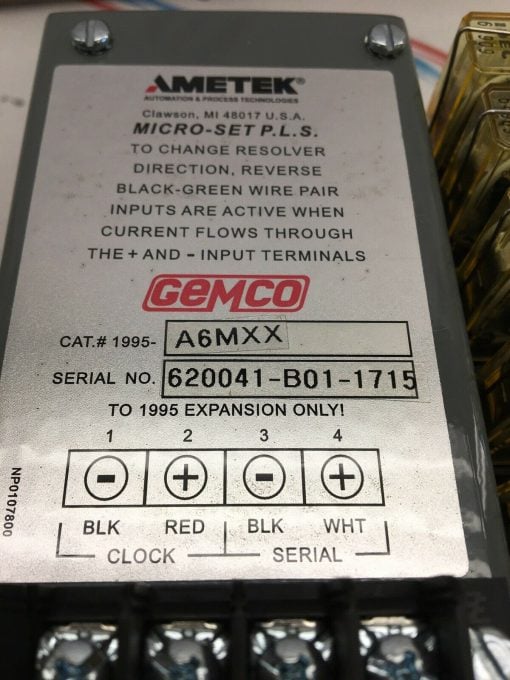 AMETEK®
AUTOMATION & PROCESS TECHNOLOGIES
Clawson, MI 48017 U.S.A.
MICRO-SET P.L.S.
TO CHANGE RESOLVER
DIRECTION, REVERSE
BLACK-GREEN WIRE PAIR
INPUTS ARE ACTIVE WHEN
CURRENT FLOWS THROUGH
THE + AND - INPUT TERMINALS
GEMCO
CAT.# 1995- A6MXX
SERIAL NO. 620041-B01-1715
TO 1995 EXPANSION ONLY!
1 2 3 4
- + - +
BLK RED BLK WHT
CLOCK SERIAL
NP0107800